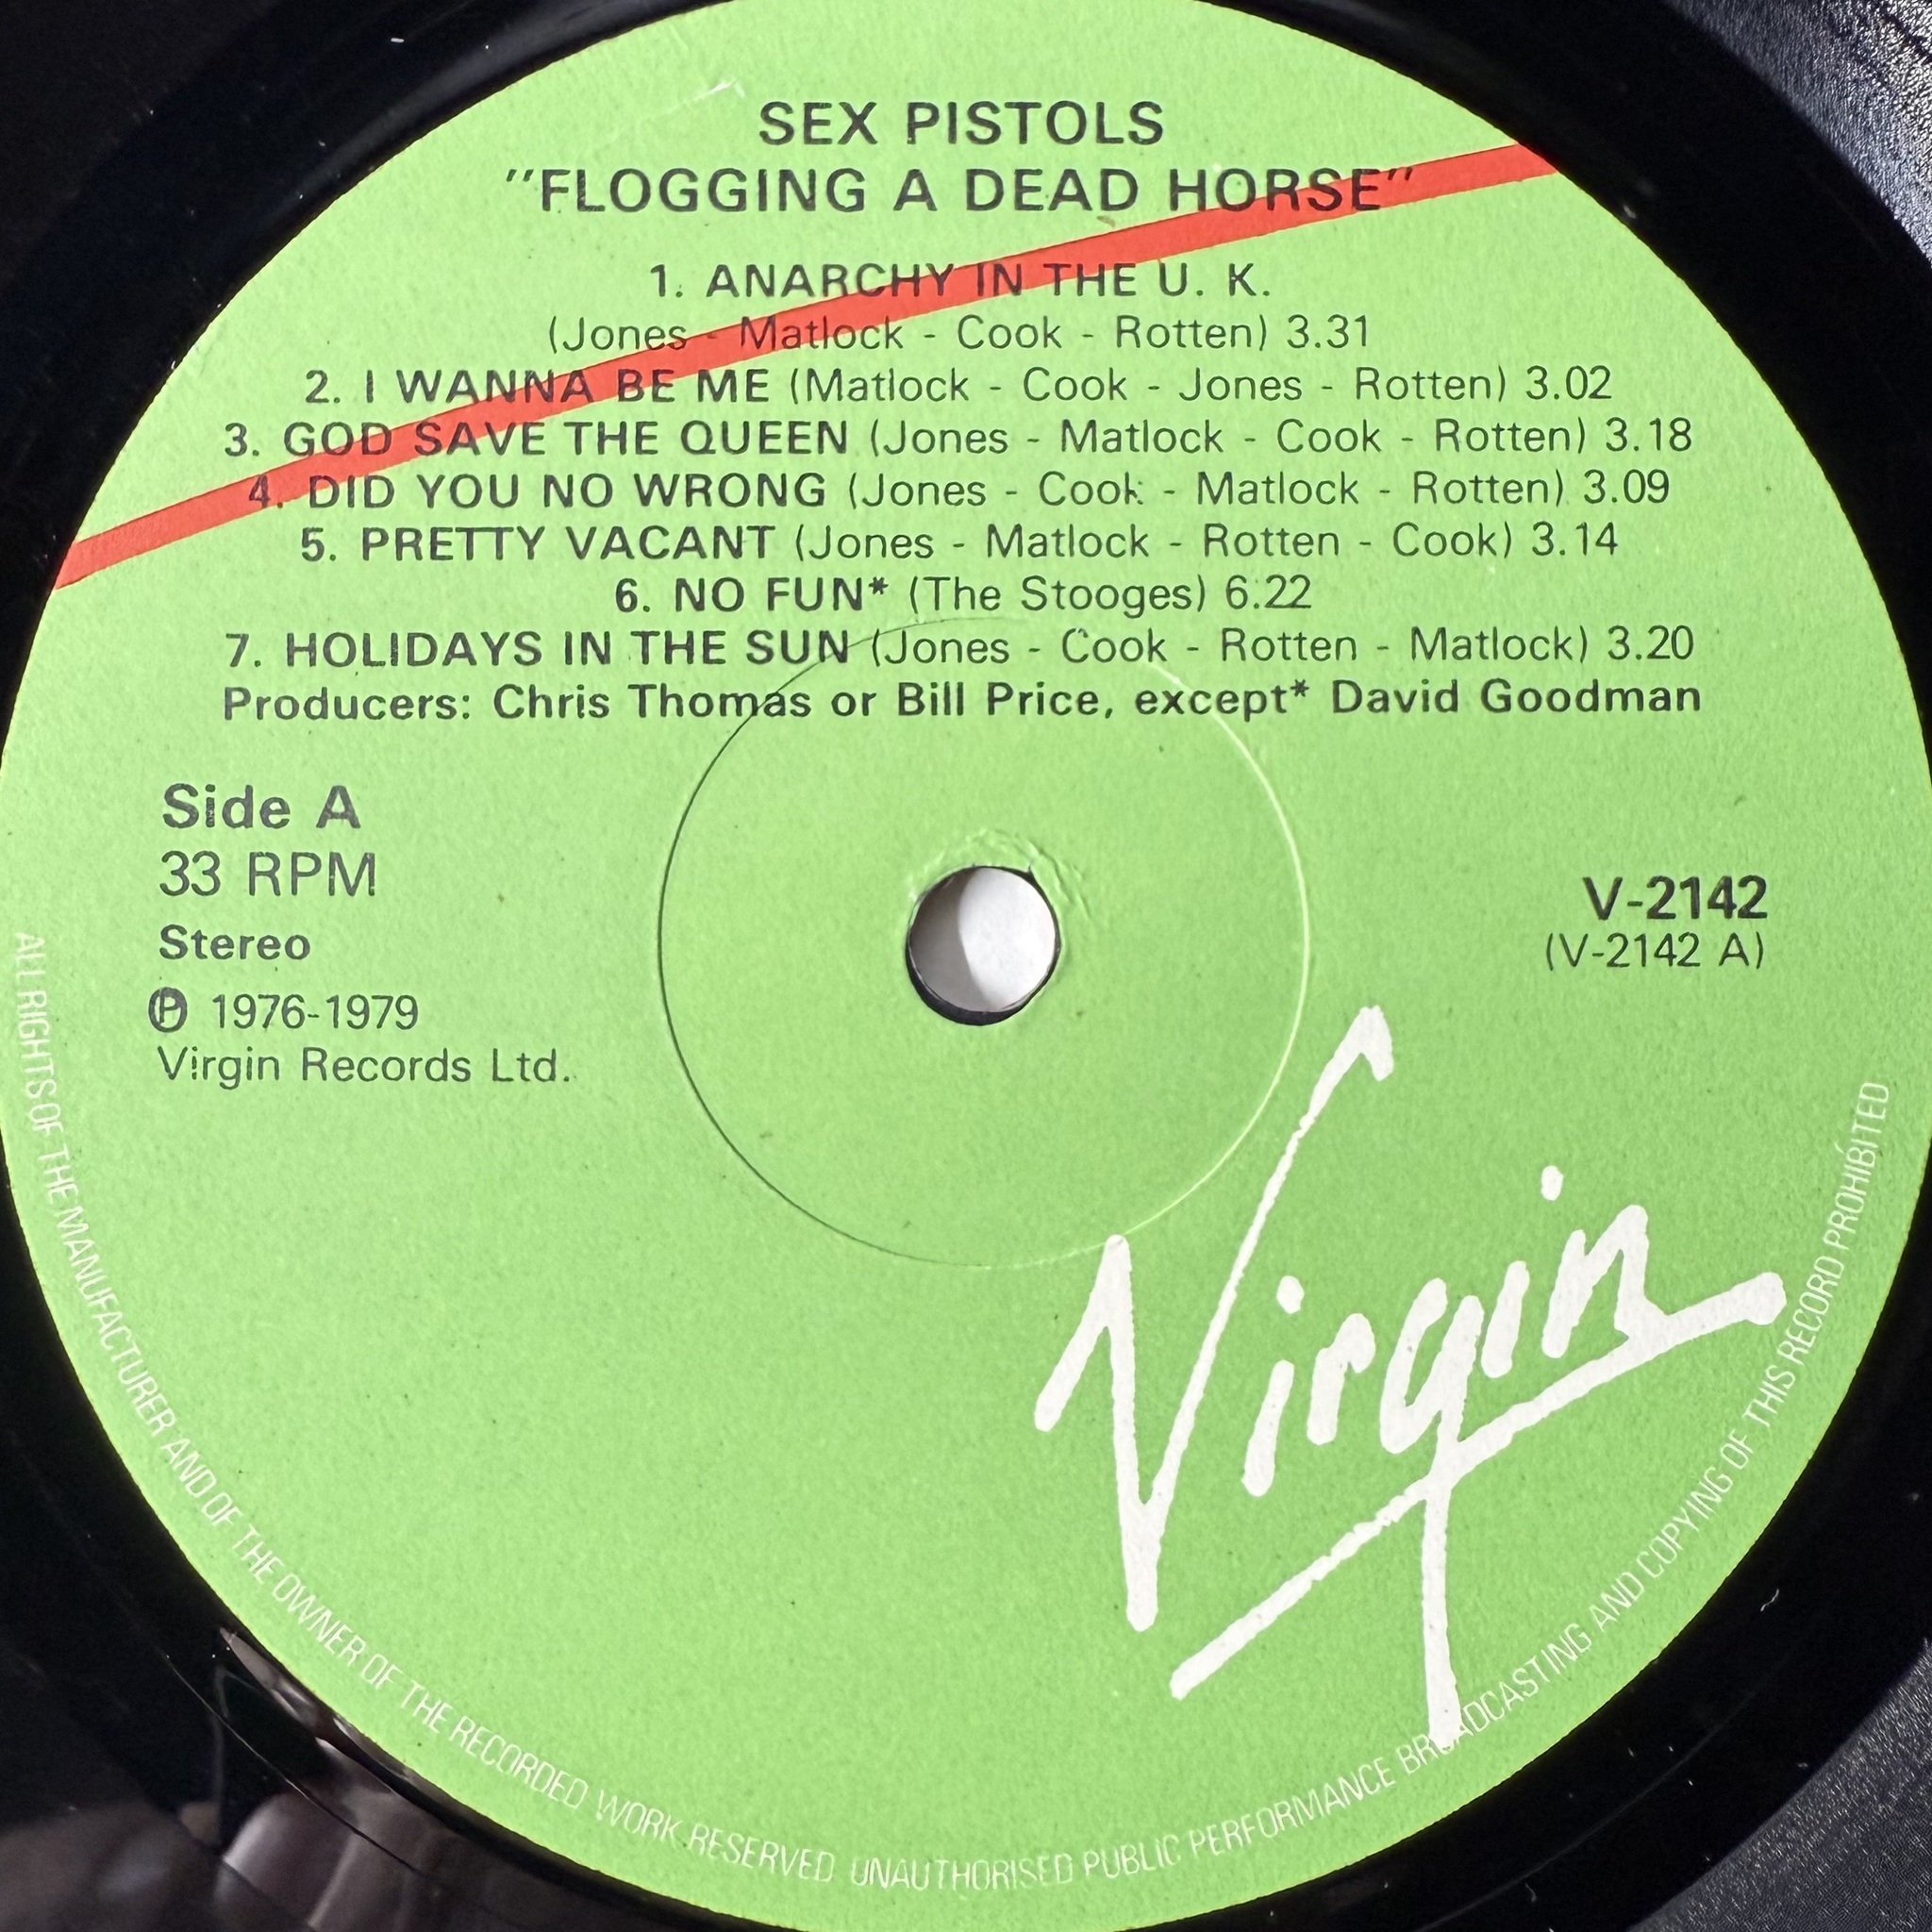 SEX PISTOLS
"FLOGGING A DEAD HORSE"
1. ANARCHY IN THE U. K.
(Jones - Matlock - Cook - Rotten) 3.31
2. I WANNA BE ME (Matlock - Cook - Jones - Rotten) 3.02
3. GOD SAVE THE QUEEN (Jones - Matlock - Cook - Rotten) 3.18
4. DID YOU NO WRONG (Jones - Cook - Matlock - Rotten) 3.09
5. PRETTY VACANT (Jones - Matlock - Rotten - Cook) 3.14
6. NO FUN* (The Stooges) 6:22
7. HOLIDAYS IN THE SUN (Jones - Cook - Rotten - Matlock) 3.20
Producers: Chris Thomas or Bill Price, except* David Goodman
Side A
33 RPM
Stereo
℗ 1976-1979
Virgin Records Ltd.
V-2142
(V-2142 A)
Virgin
ALL RIGHTS OF THE MANUFACTURER AND OF THE OWNER OF THE RECORDED WORK RESERVED UNAUTHORISED PUBLIC PERFORMANCE BROADCASTING AND COPYING OF THIS RECORD PROHIBITED